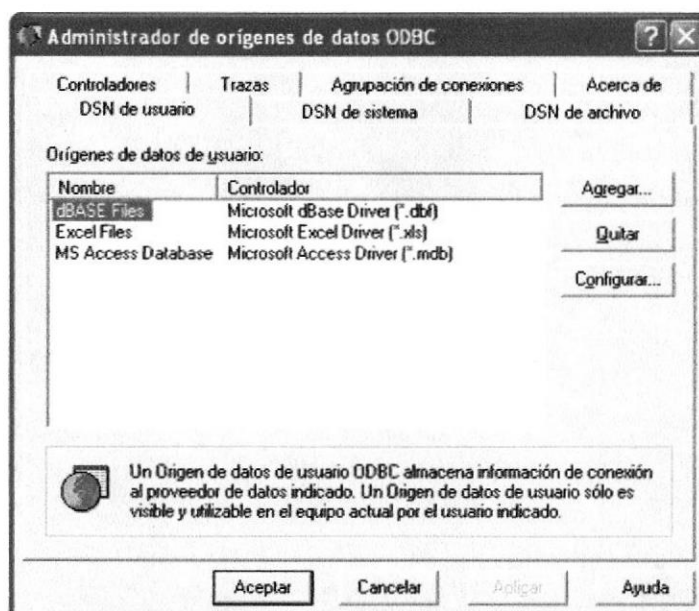 Administrador de orígenes de datos ODBC
Controladores Trazas Agrupación de conexiones Acerca de
DSN de usuario DSN de sistema DSN de archivo
Orígenes de datos de usuario:
Nombre Controlador
dBASE Files Microsoft dBase Driver (*.dbf)
Excel Files Microsoft Excel Driver (*.xls)
MS Access Database Microsoft Access Driver (*.mdb)
Agregar...
Quitar
Configurar...
Un Origen de datos de usuario ODBC almacena información de conexión
al proveedor de datos indicado. Un Origen de datos de usuario sólo es
visible y utilizable en el equipo actual por el usuario indicado.
Aceptar Cancelar Aplicar Ayuda